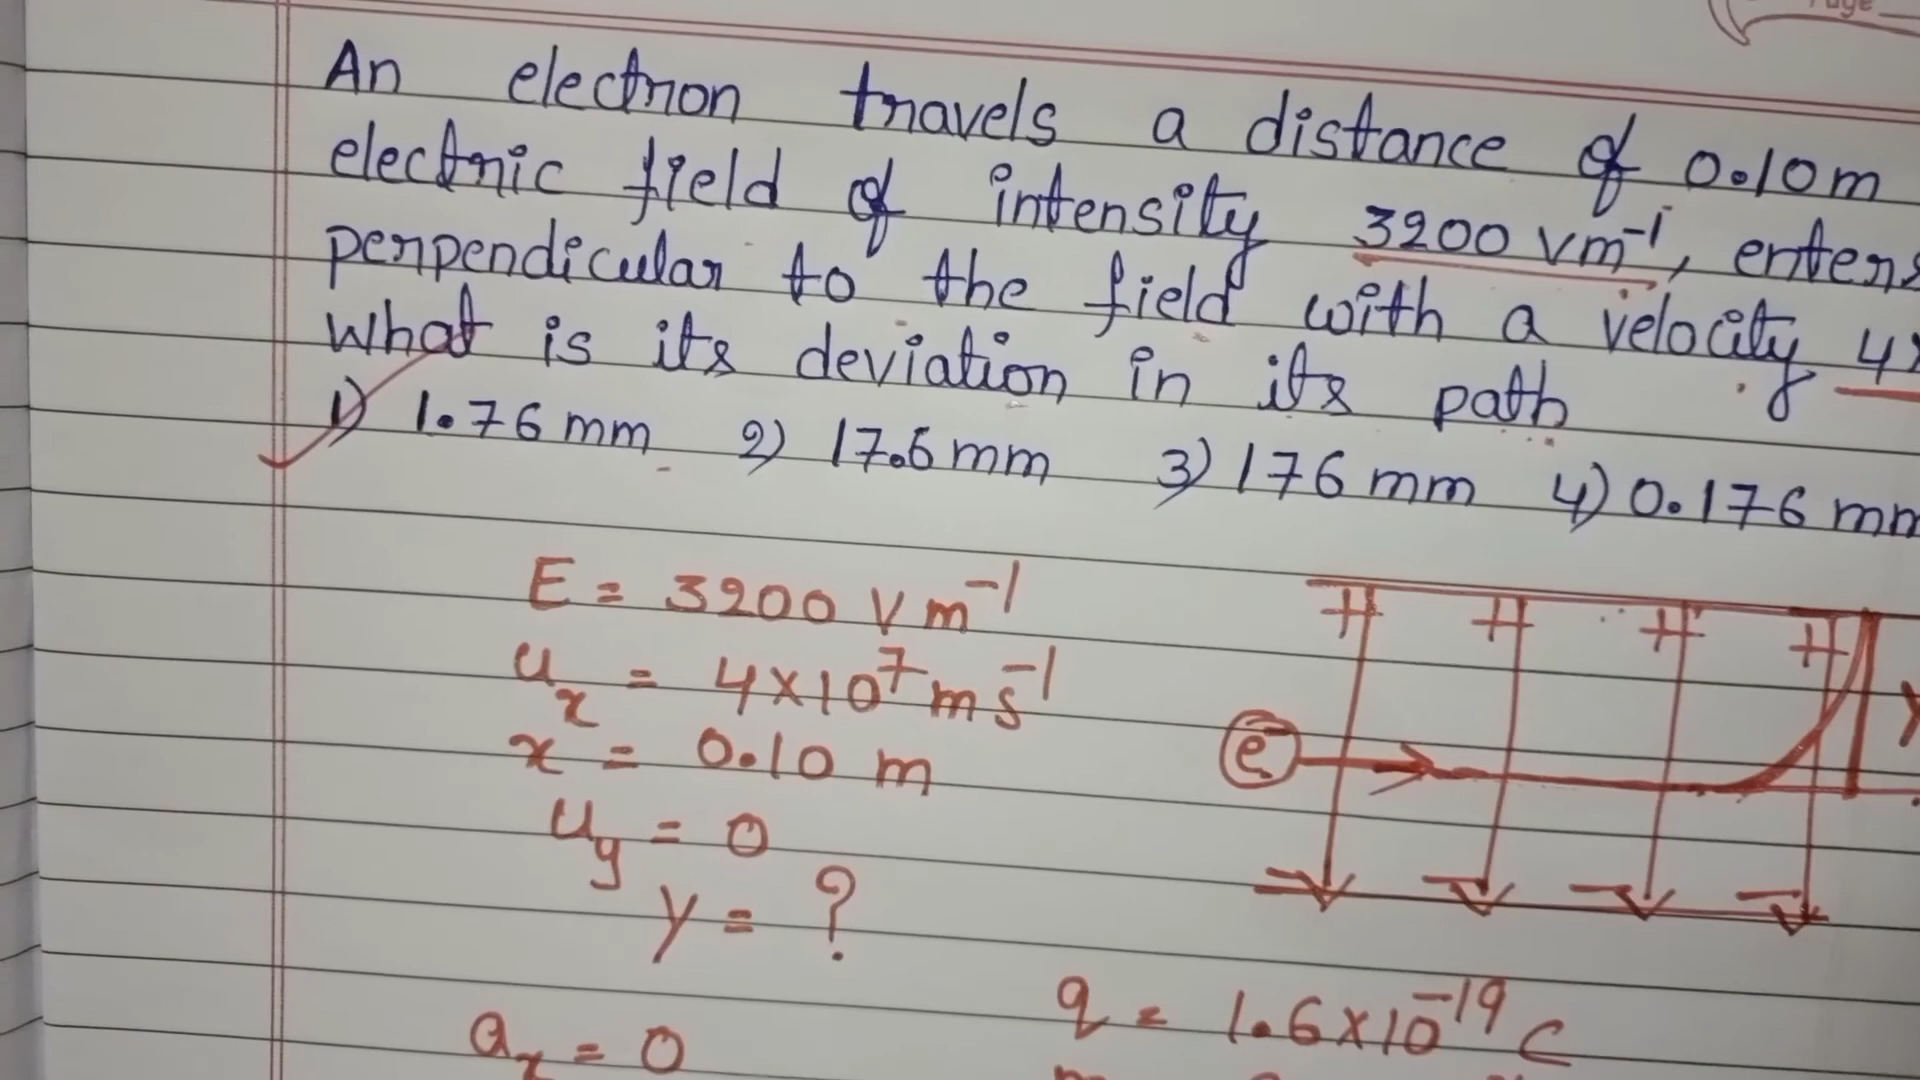 Page
An electron travels a distance of 0.10m
electric field of intensity 3200 Vm⁻¹, enters
perpendicular to the field with a velocity 4×
what is its deviation in its path
1) 1.76 mm 2) 17.6 mm 3) 176 mm 4) 0.176 mm
E = 3200 Vm⁻¹
uₓ = 4×10⁷ ms⁻¹
x = 0.10 m
u_y = 0
y = ?
aₓ = 0
q = 1.6×10⁻¹⁹ C
+ + + +
e⁻
y
- - - -